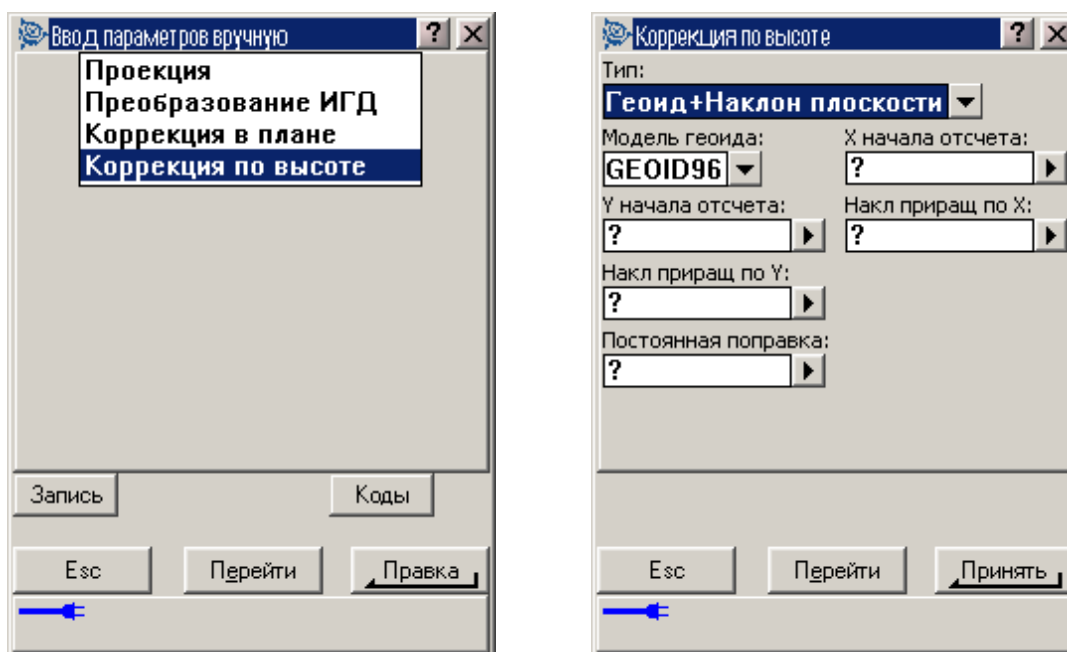 Ввод параметров вручную ? ×
Проекция
Преобразование ИГД
Коррекция в плане
Коррекция по высоте
Запись Коды
Esc Перейти Правка
Коррекция по высоте ? ×
Тип:
Геоид+Наклон плоскости
Модель геоида: X начала отсчета:
GEOID96 ?
Y начала отсчета: Накл приращ по X:
? ?
Накл приращ по Y:
?
Постоянная поправка:
?
Esc Перейти Принять